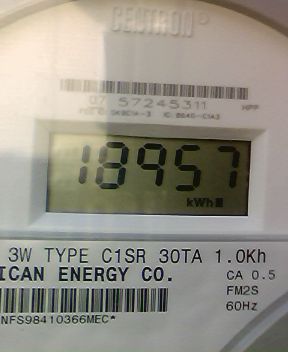 CENTRON®
07 57245311
18957
kWh
3W TYPE C1SR 30TA 1.0Kh
ICAN ENERGY CO.
CA 0.5
FM2S
60Hz
NFS98410366MEC*